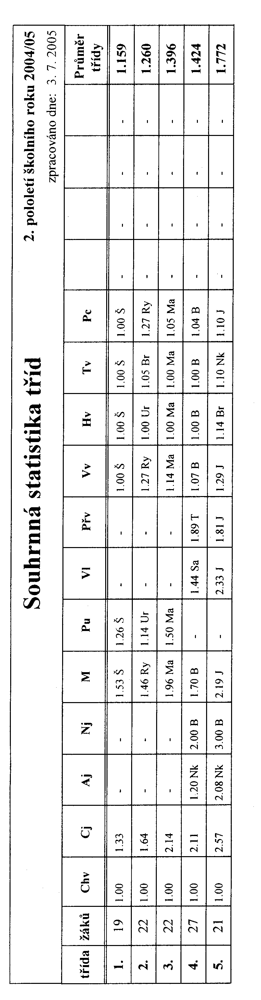 Souhrnná statistika tříd 2. pololetí školního roku 2004/05
zpracováno dne: 3. 7. 2005
třída žáků Chv Cj Aj Nj M Pu Vl Přv Vv Hv Tv Pc Průměr třídy
1. 19 1.00 1.33 - - 1.53 Š 1.26 Š - - 1.00 Š 1.00 Š 1.00 Š 1.00 Š - - - - 1.159
2. 22 1.00 1.64 - - 1.46 Ry 1.14 Ur - - 1.27 Ry 1.00 Ur 1.05 Br 1.27 Ry - - - - 1.260
3. 22 1.00 2.14 - - 1.96 Ma 1.50 Ma - - 1.14 Ma 1.00 Ma 1.00 Ma 1.05 Ma - - - - 1.396
4. 27 1.00 2.11 1.20 Nk 2.00 B 1.70 B - 1.44 Sa 1.89 T 1.07 B 1.00 B 1.00 B 1.04 B - - - - 1.424
5. 21 1.00 2.57 2.08 Nk 3.00 B 2.19 J - 2.33 J 1.81 J 1.29 J 1.14 Br 1.10 Nk 1.10 J - - - - 1.772